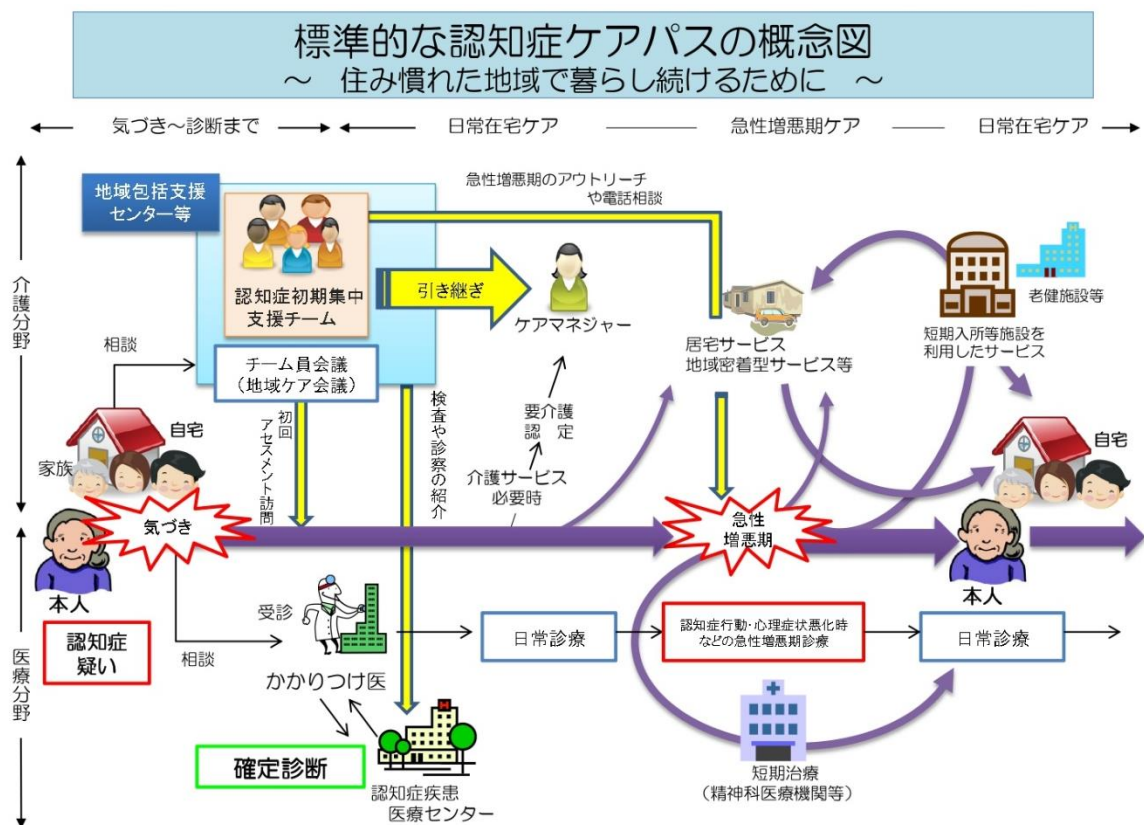 標準的な認知症ケアパスの概念図
～ 住み慣れた地域で暮らし続けるために ～
気づき～診断まで
日常在宅ケア
急性増悪期ケア
日常在宅ケア
介護分野
地域包括支援
センター等
認知症初期集中
支援チーム
チーム員会議
（地域ケア会議）
急性増悪期のアウトリーチ
や電話相談
引き継ぎ
ケアマネジャー
居宅サービス
地域密着型サービス等
老健施設等
短期入所等施設を
利用したサービス
相談
自宅
家族
初回
アセスメント訪問
検査や診察の紹介
要介護
認 定
介護サービス
必要時
自宅
気づき
急性
増悪期
本人
本人
医療分野
認知症
疑い
相談
受診
かかりつけ医
日常診療
認知症行動・心理症状悪化時
などの急性増悪期診療
日常診療
確定診断
認知症疾患
医療センター
H
短期治療
（精神科医療機関等）